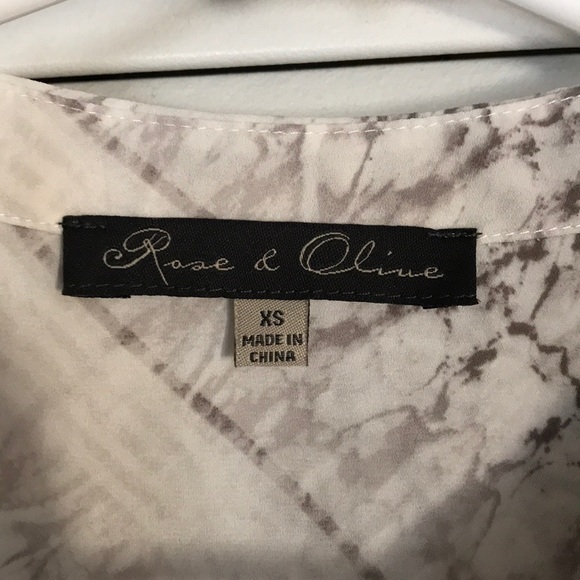 Rose & Olive
XS
MADE IN
CHINA